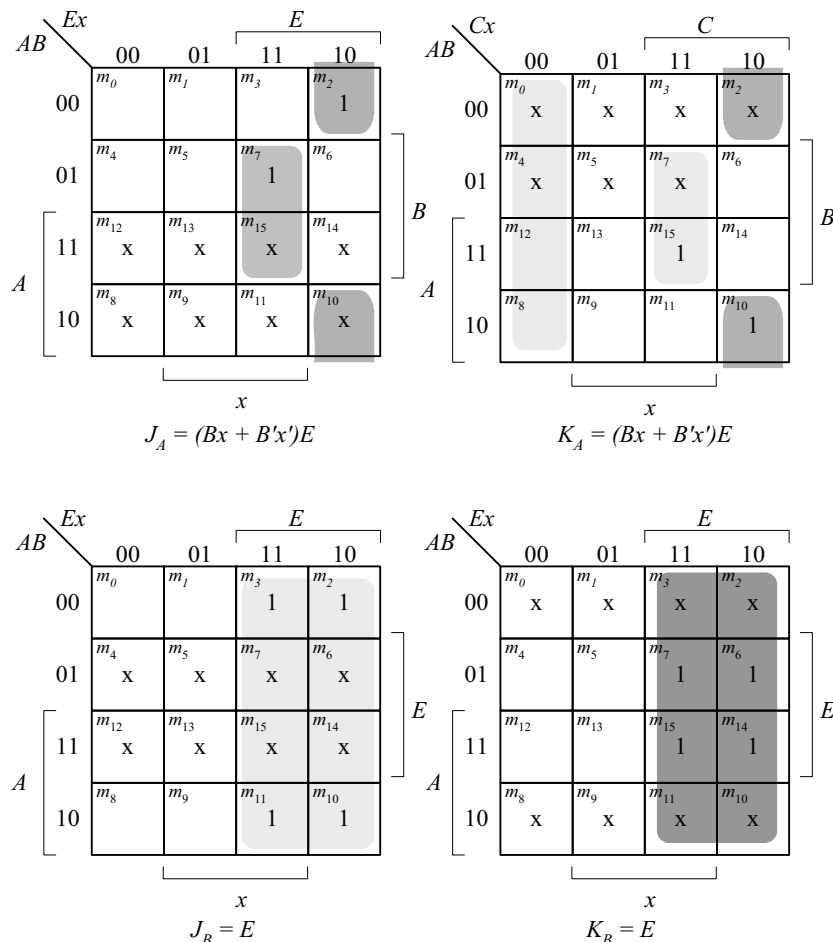 Ex E
AB 00 01 11 10
00 m0 m1 m3 m2 1
01 m4 m5 m7 1 m6
11 m12 x m13 x m15 x m14 x
10 m8 x m9 x m11 x m10 x
A B
x
J_A = (Bx + B'x')E
Cx C
AB 00 01 11 10
00 m0 x m1 x m3 x m2 x
01 m4 x m5 x m7 x m6
11 m12 m13 m15 1 m14
10 m8 m9 m11 m10 1
A B
x
K_A = (Bx + B'x')E
Ex E
AB 00 01 11 10
00 m0 m1 m3 1 m2 1
01 m4 x m5 x m7 x m6 x
11 m12 x m13 x m15 x m14 x
10 m8 m9 m11 1 m10 1
A E
x
J_B = E
Ex E
AB 00 01 11 10
00 m0 x m1 x m3 x m2 x
01 m4 m5 m7 1 m6 1
11 m12 m13 m15 1 m14 1
10 m8 x m9 x m11 x m10 x
A E
x
K_B = E